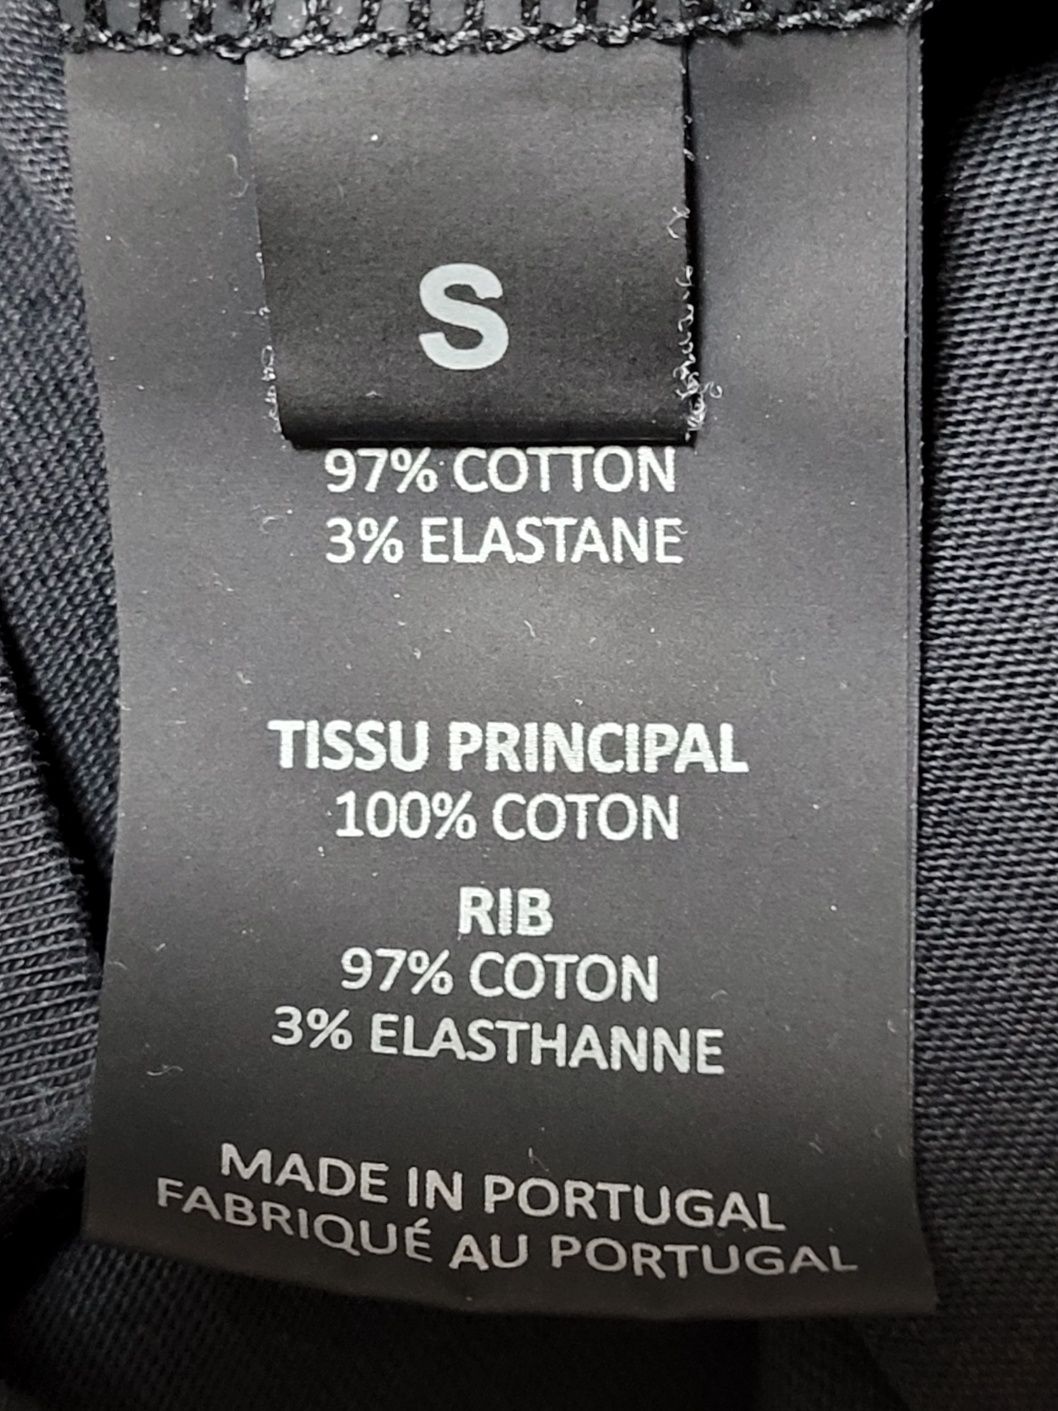 S
97% COTTON
3% ELASTANE
TISSU PRINCIPAL
100% COTON
RIB
97% COTON
3% ELASTHANNE
MADE IN PORTUGAL
FABRIQUÉ AU PORTUGAL